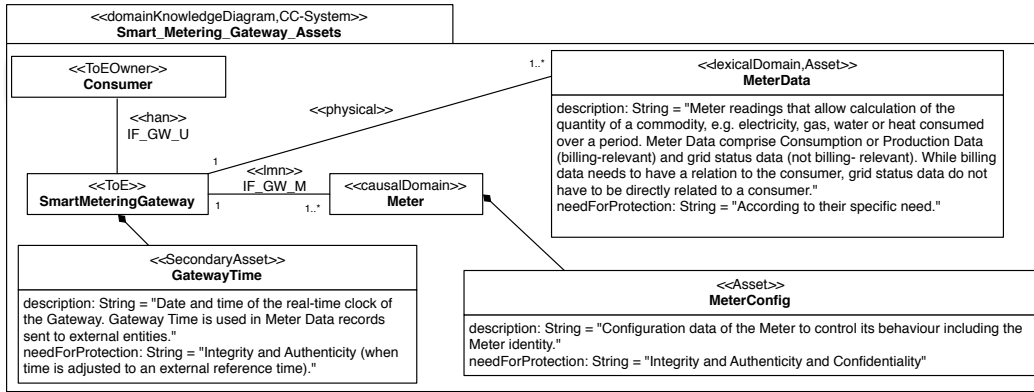 <<domainKnowledgeDiagram,CC-System>>
Smart_Metering_Gateway_Assets
<<ToEOwner>>
Consumer
<<han>>
IF_GW_U
<<physical>>
1
1..*
<<lexicalDomain,Asset>>
MeterData
description: String = "Meter readings that allow calculation of the
quantity of a commodity, e.g. electricity, gas, water or heat consumed
over a period. Meter Data comprise Consumption or Production Data
(billing-relevant) and grid status data (not billing- relevant). While billing
data needs to have a relation to the consumer, grid status data do not
have to be directly related to a consumer."
needForProtection: String = "According to their specific need."
<<ToE>>
SmartMeteringGateway
<<lmn>>
IF_GW_M
1
1..*
<<causalDomain>>
Meter
<<SecondaryAsset>>
GatewayTime
description: String = "Date and time of the real-time clock of
the Gateway. Gateway Time is used in Meter Data records
sent to external entities."
needForProtection: String = "Integrity and Authenticity (when
time is adjusted to an external reference time)."
<<Asset>>
MeterConfig
description: String = "Configuration data of the Meter to control its behaviour including the
Meter identity."
needForProtection: String = "Integrity and Authenticity and Confidentiality"